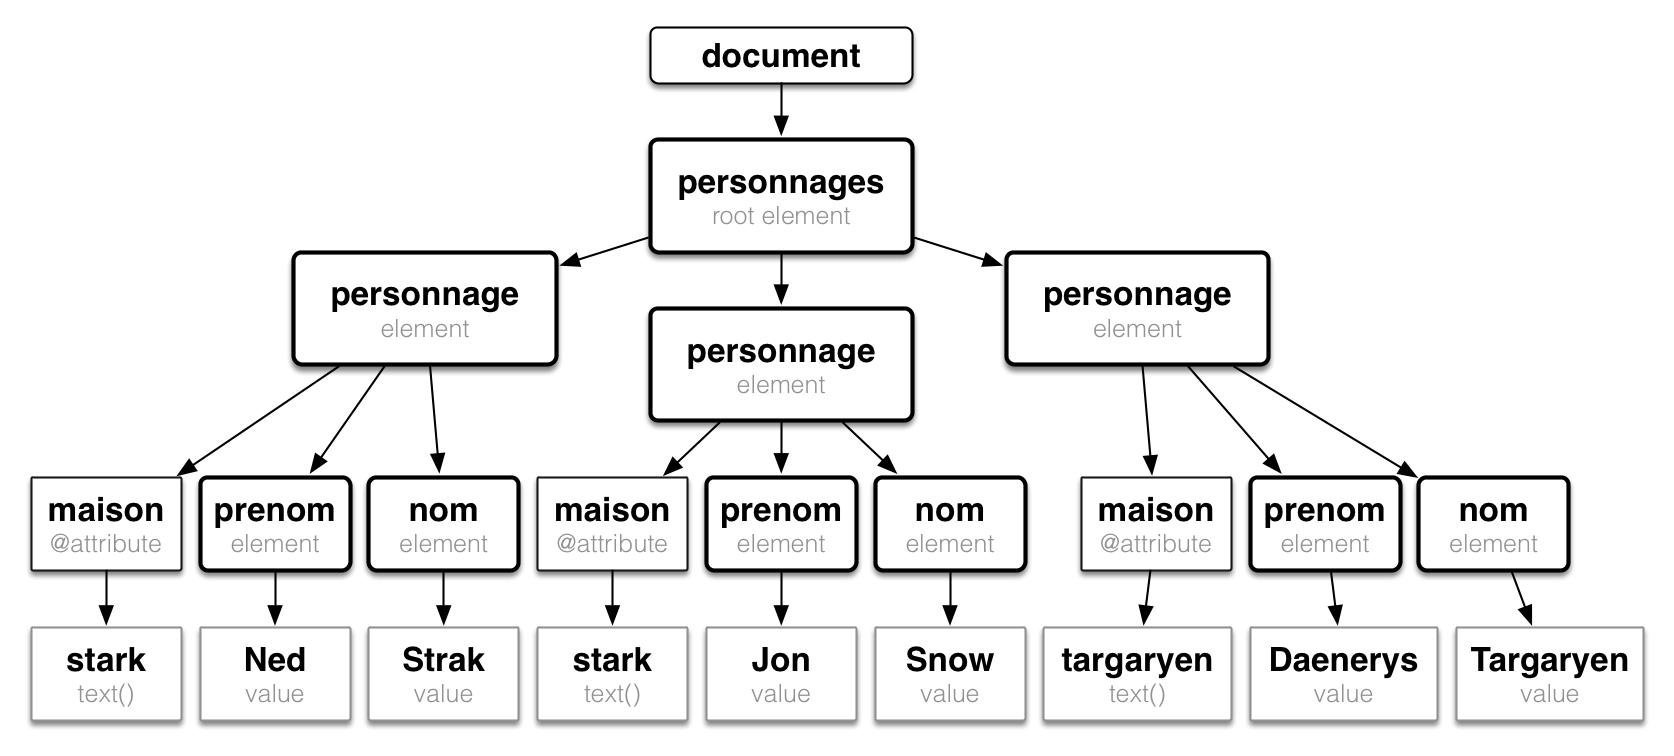 document
personnages
root element
personnage
element
personnage
element
personnage
element
maison
@attribute
prenom
element
nom
element
maison
@attribute
prenom
element
nom
element
maison
@attribute
prenom
element
nom
element
stark
text()
Ned
value
Strak
value
stark
text()
Jon
value
Snow
value
targaryen
text()
Daenerys
value
Targaryen
value